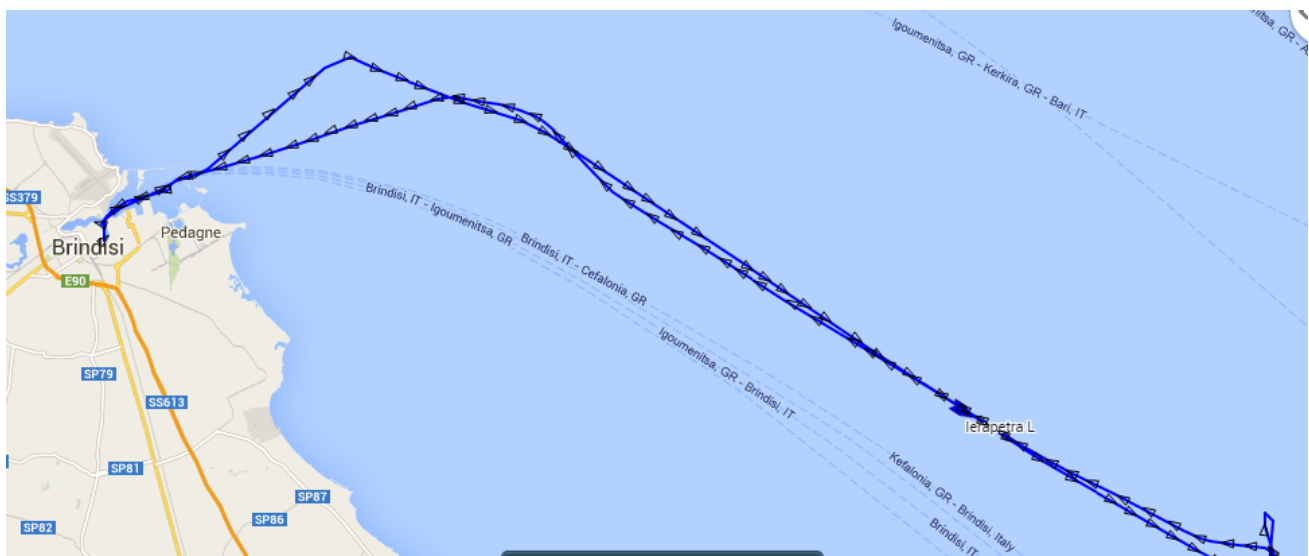 Igoumenitsa, GR - Kerkira, GR - Bari, IT
SS379
Brindisi
Pedagne
E90
Brindisi, IT - Igoumenitsa, GR
Brindisi, IT - Cefalonia, GR
Igoumenitsa, GR - Brindisi, IT
SP79
SS613
Ierapetra L
SP81
SP87
SP86
SP82
Kefalonia, GR - Brindisi, Italy
Brindisi, IT